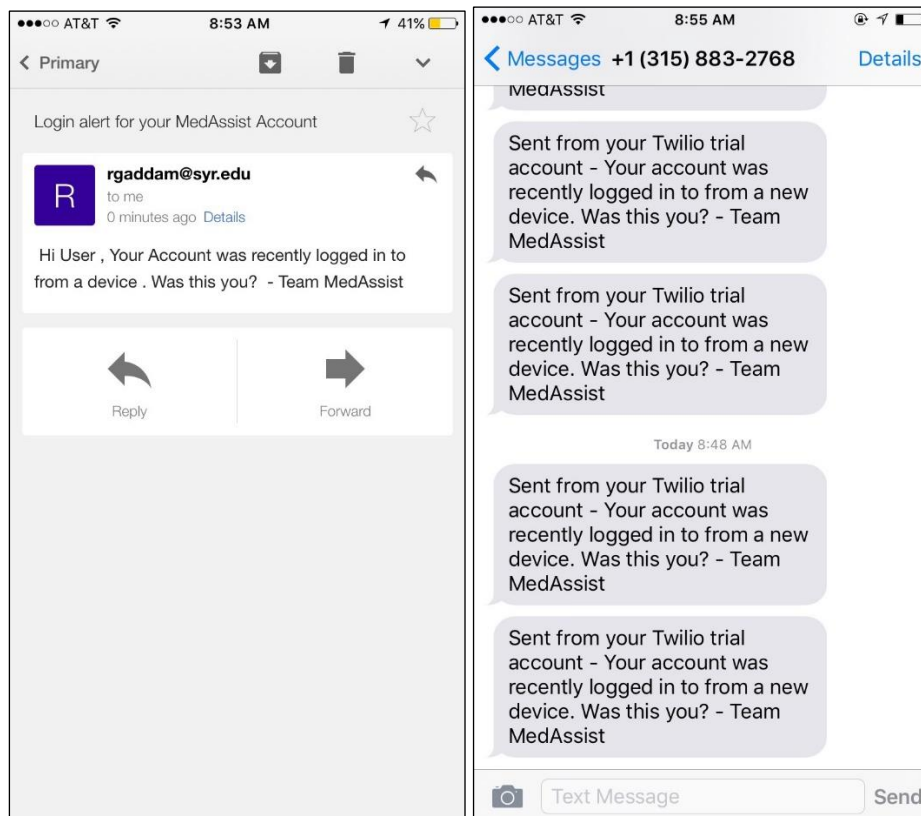 AT&T 8:53 AM 41%
Primary
Login alert for your MedAssist Account
R
rgaddam@syr.edu
to me
0 minutes ago Details
Hi User , Your Account was recently logged in to
from a device . Was this you? - Team MedAssist
Reply Forward
AT&T 8:55 AM
Messages +1 (315) 883-2768 Details
MedAssist
Sent from your Twilio trial
account - Your account was
recently logged in to from a new
device. Was this you? - Team
MedAssist
Sent from your Twilio trial
account - Your account was
recently logged in to from a new
device. Was this you? - Team
MedAssist
Today 8:48 AM
Sent from your Twilio trial
account - Your account was
recently logged in to from a new
device. Was this you? - Team
MedAssist
Sent from your Twilio trial
account - Your account was
recently logged in to from a new
device. Was this you? - Team
MedAssist
Text Message Send